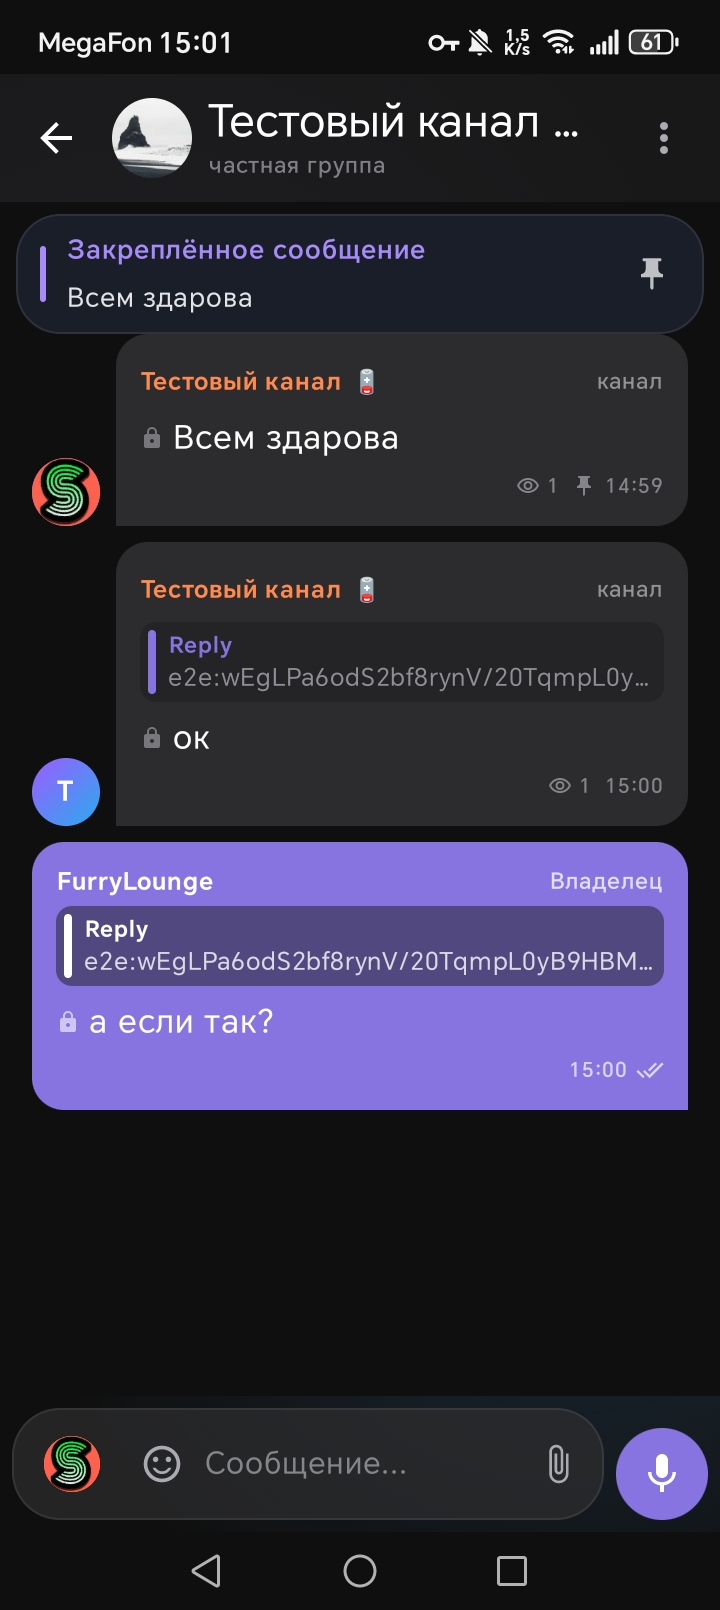 MegaFon 15:01
1,5 K/s
61
Тестовый канал ...
частная группа
Закреплённое сообщение
Всем здарова
Тестовый канал
канал
Всем здарова
1 14:59
Тестовый канал
канал
Reply
e2e:wEgLPa6odS2bf8rynV/20TqmpL0y...
ок
1 15:00
T
FurryLounge
Владелец
Reply
e2e:wEgLPa6odS2bf8rynV/20TqmpL0yB9HBM...
а если так?
15:00
Сообщение...